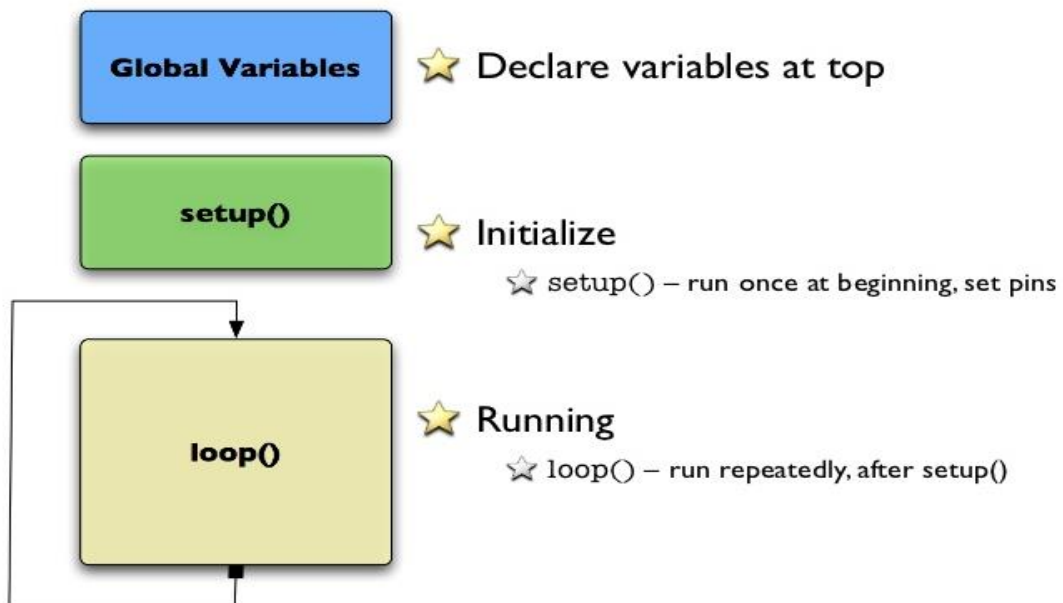 Global Variables
Declare variables at top
setup()
Initialize
setup() – run once at beginning, set pins
loop()
Running
loop() – run repeatedly, after setup()